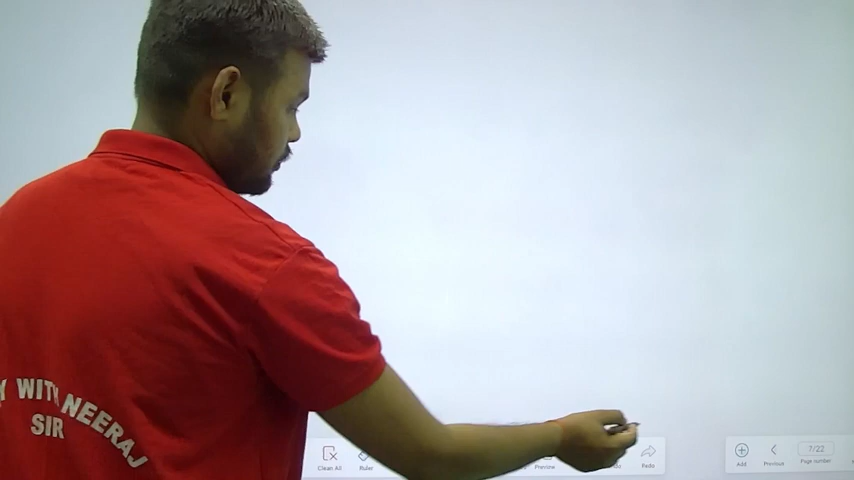 WITH NEERAJ
SIR
Clean All
Ruler
Preview
Redo
Add
Previous
7/22
Page number